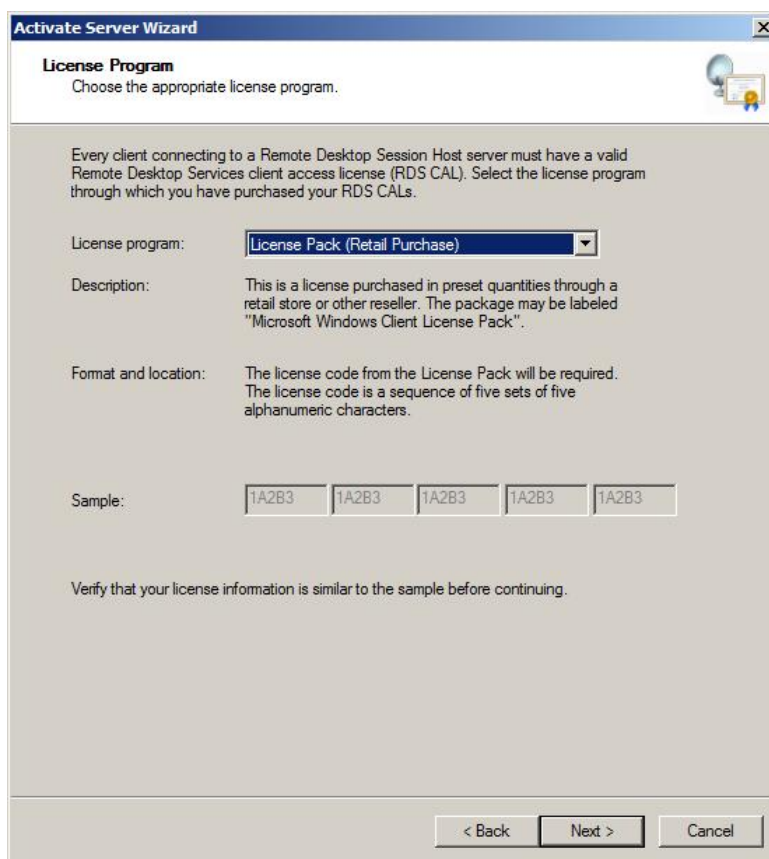 Activate Server Wizard
License Program
Choose the appropriate license program.
Every client connecting to a Remote Desktop Session Host server must have a valid
Remote Desktop Services client access license (RDS CAL). Select the license program
through which you have purchased your RDS CALs.
License program: License Pack (Retail Purchase)
Description: This is a license purchased in preset quantities through a
retail store or other reseller. The package may be labeled
"Microsoft Windows Client License Pack".
Format and location: The license code from the License Pack will be required.
The license code is a sequence of five sets of five
alphanumeric characters.
Sample: 1A2B3 1A2B3 1A2B3 1A2B3 1A2B3
Verify that your license information is similar to the sample before continuing.
< Back Next > Cancel